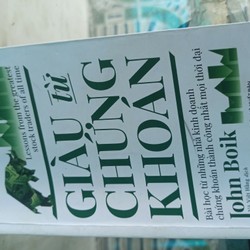 Lessons from the greatest
stock traders of all time
GIÀU từ
CHỨNG
KHOÁN
Bài học từ những nhà kinh doanh
chứng khoán thành công nhất mọi thời đại
John Boik